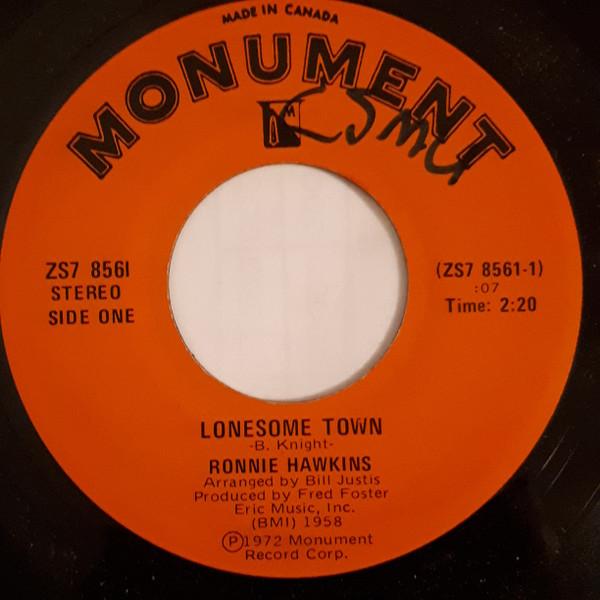 MADE IN CANADA
MONUMENT
M
ZS7 8561
STEREO
SIDE ONE
(ZS7 8561-1)
:07
Time: 2:20
LONESOME TOWN
-B. Knight-
RONNIE HAWKINS
Arranged by Bill Justis
Produced by Fred Foster
Eric Music, Inc.
(BMI) 1958
Ⓟ1972 Monument
Record Corp.